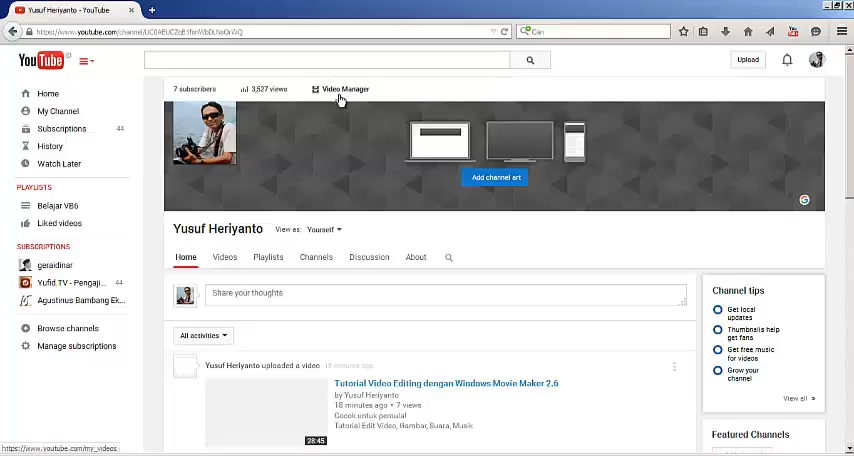 Yusuf Heriyanto - YouTube
Cari
YouTube ID
Upload
Home
My Channel
Subscriptions 44
History
Watch Later
PLAYLISTS
Belajar VB6
Liked videos
SUBSCRIPTIONS
geraidinar
Yufid.TV - Pengaji... 44
Agustinus Bambang Ek...
Browse channels
Manage subscriptions
7 subscribers
3,527 views
Video Manager
Add channel art
Yusuf Heriyanto
View as: Yourself
Home Videos Playlists Channels Discussion About
Share your thoughts
All activities
Yusuf Heriyanto uploaded a video 18 minutes ago
Tutorial Video Editing dengan Windows Movie Maker 2.6
by Yusuf Heriyanto
18 minutes ago • 7 views
Cocok untuk pemula!
Tutorial Edit Video, Gambar, Suara, Musik
28:45
Channel tips
Get local
updates
Thumbnails help
get fans
Get free music
for videos
Grow your
channel
View all »
Featured Channels
https://www.youtube.com/my_videos